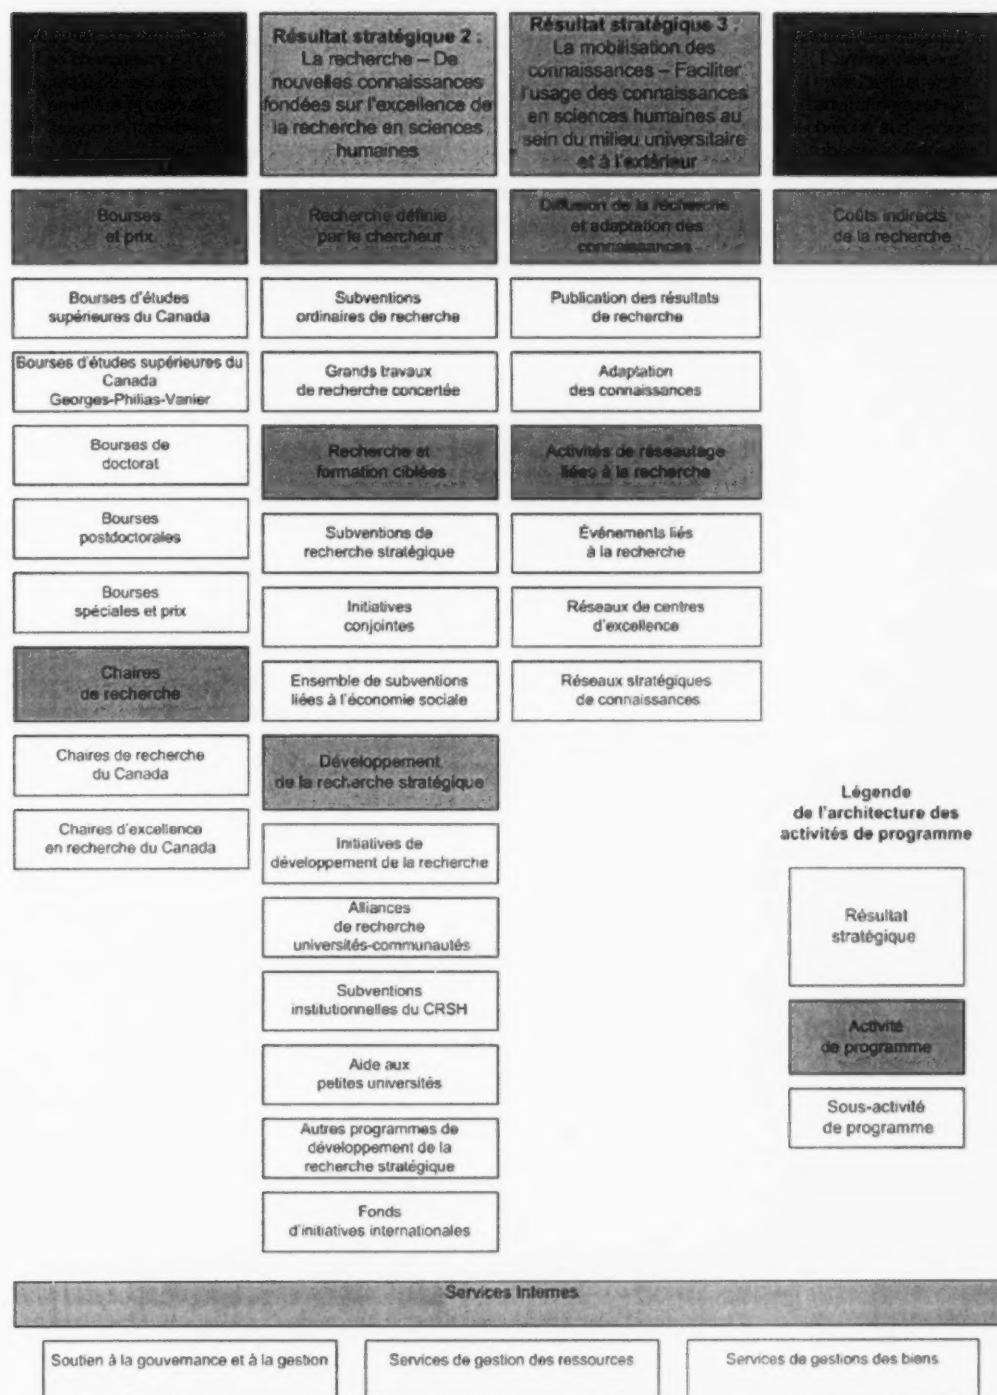 Résultat stratégique 2 :
La recherche – De
nouvelles connaissances
fondées sur l'excellence de
la recherche en sciences
humaines
Résultat stratégique 3 :
La mobilisation des
connaissances – Faciliter
l'usage des connaissances
en sciences humaines au
sein du milieu universitaire
et à l'extérieur
Bourses
et prix
Recherche définie
par le chercheur
Diffusion de la recherche
et adaptation des
connaissances
Coûts indirects
de la recherche
Bourses d'études
supérieures du Canada
Bourses d'études supérieures du
Canada
Georges-Philias-Vanier
Bourses de
doctorat
Bourses
postdoctorales
Bourses
spéciales et prix
Chaires
de recherche
Chaires de recherche
du Canada
Chaires d'excellence
en recherche du Canada
Subventions
ordinaires de recherche
Grands travaux
de recherche concertée
Recherche et
formation ciblées
Subventions de
recherche stratégique
Initiatives
conjointes
Ensemble de subventions
liées à l'économie sociale
Développement
de la recherche stratégique
Initiatives de
développement de la recherche
Alliances
de recherche
universités-communautés
Subventions
institutionnelles du CRSH
Aide aux
petites universités
Autres programmes de
développement de la
recherche stratégique
Fonds
d'initiatives internationales
Publication des résultats
de recherche
Adaptation
des connaissances
Activités de réseautage
liées à la recherche
Événements liés
à la recherche
Réseaux de centres
d'excellence
Réseaux stratégiques
de connaissances
Légende
de l'architecture des
activités de programme
Résultat
stratégique
Activité
de programme
Sous-activité
de programme
Services Internes
Soutien à la gouvernance et à la gestion
Services de gestion des ressources
Services de gestions des biens